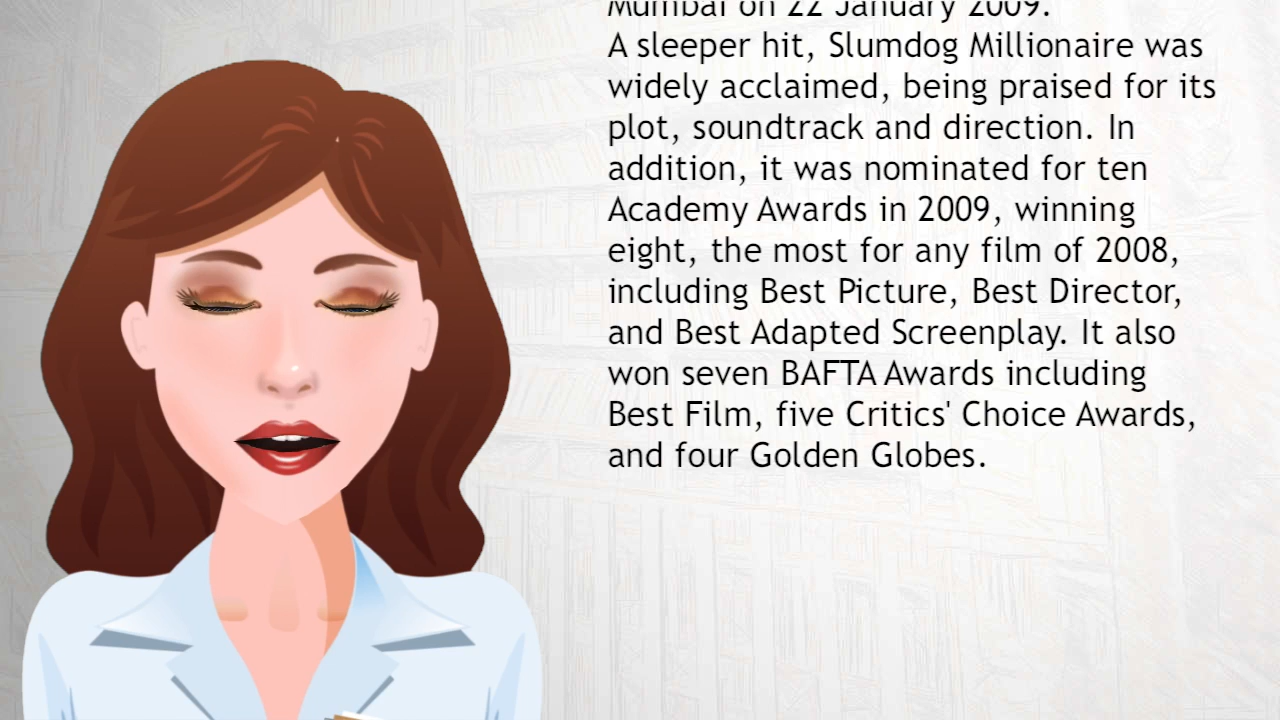 Mumbai on 22 January 2009.
A sleeper hit, Slumdog Millionaire was
widely acclaimed, being praised for its
plot, soundtrack and direction. In
addition, it was nominated for ten
Academy Awards in 2009, winning
eight, the most for any film of 2008,
including Best Picture, Best Director,
and Best Adapted Screenplay. It also
won seven BAFTA Awards including
Best Film, five Critics' Choice Awards,
and four Golden Globes.